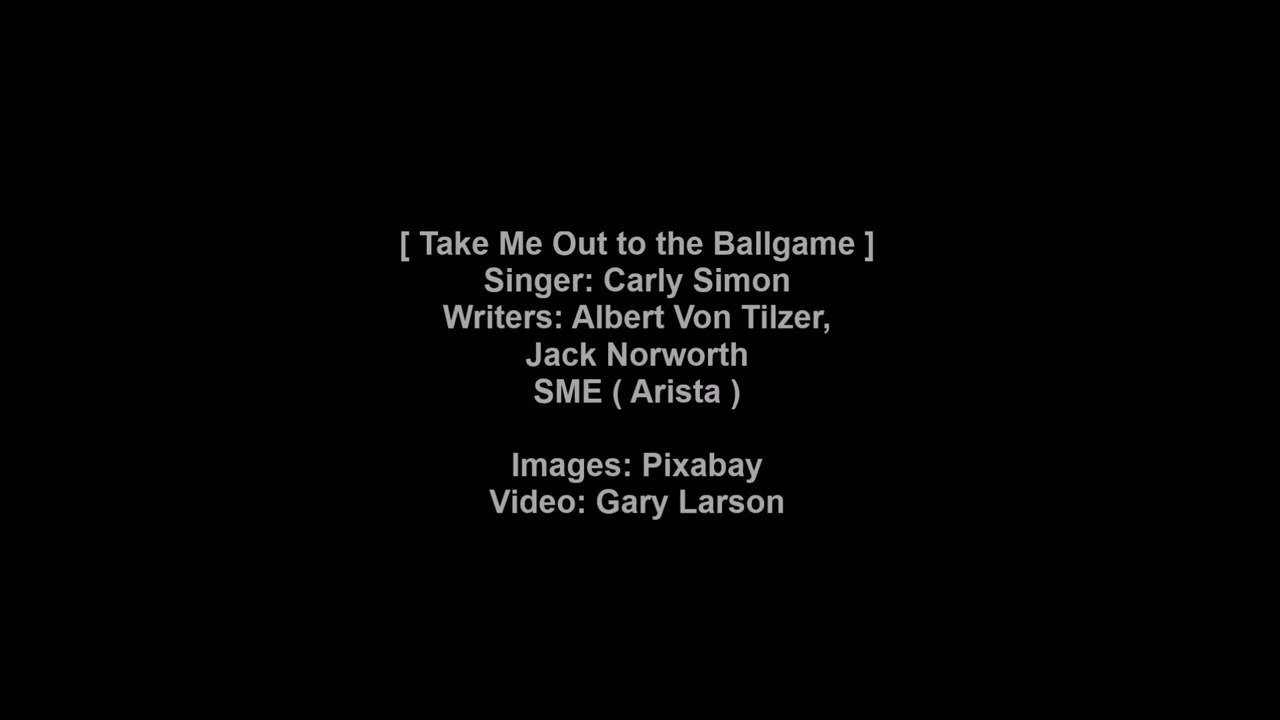 [ Take Me Out to the Ballgame ]
Singer: Carly Simon
Writers: Albert Von Tilzer,
Jack Norworth
SME ( Arista )
Images: Pixabay
Video: Gary Larson